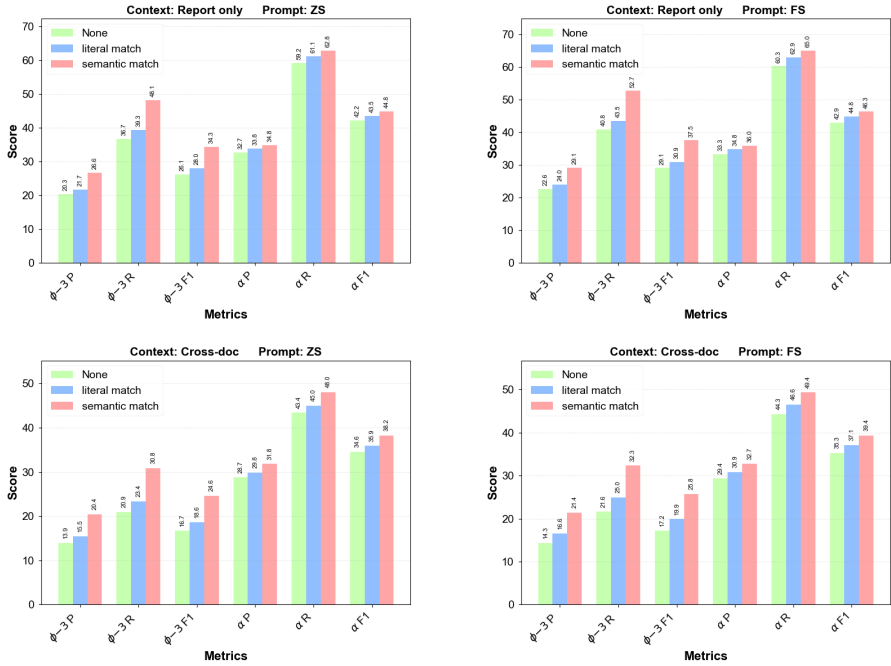 Context: Report only Prompt: ZS
None
literal match
semantic match
Score
70
60
50
40
30
20
10
0
20.3 21.7 26.6 36.7 39.3 48.1 26.1 28.0 34.3 32.7 33.8 34.8 59.2 61.1 62.8 42.2 43.5 44.8
ϕ−3 P ϕ−3 R ϕ−3 F1 α P α R α F1
Metrics
Context: Report only Prompt: FS
None
literal match
semantic match
Score
70
60
50
40
30
20
10
0
22.6 24.0 29.1 40.8 43.5 52.7 29.1 30.9 37.5 33.3 34.8 36.0 60.3 62.9 65.0 42.9 44.8 46.3
ϕ−3 P ϕ−3 R ϕ−3 F1 α P α R α F1
Metrics
Context: Cross-doc Prompt: ZS
None
literal match
semantic match
Score
50
40
30
20
10
0
13.9 15.5 20.4 20.9 23.4 30.8 16.7 18.6 24.6 28.7 29.8 31.8 43.4 45.0 48.0 34.6 35.9 38.2
ϕ−3 P ϕ−3 R ϕ−3 F1 α P α R α F1
Metrics
Context: Cross-doc Prompt: FS
None
literal match
semantic match
Score
50
40
30
20
10
0
14.3 16.6 21.4 21.6 25.0 32.3 17.2 19.9 25.8 29.4 30.9 32.7 44.3 46.6 49.4 35.3 37.1 39.4
ϕ−3 P ϕ−3 R ϕ−3 F1 α P α R α F1
Metrics